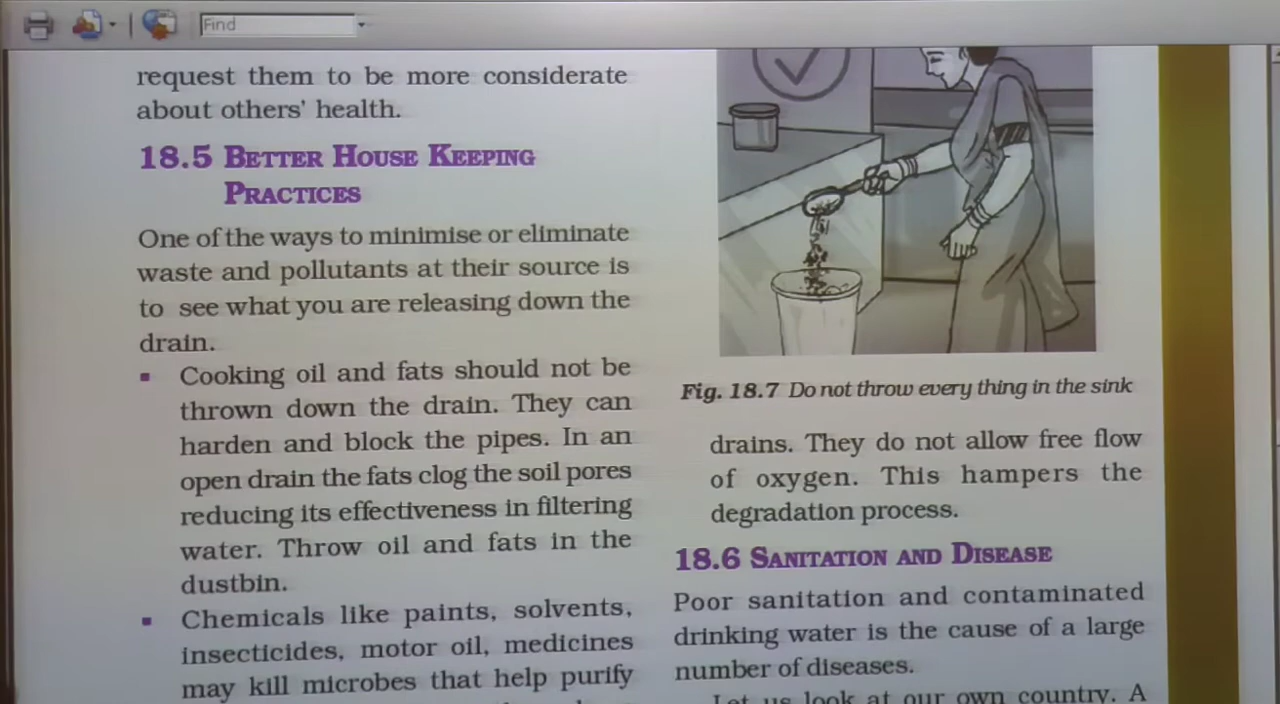 Find
request them to be more considerate
about others' health.
18.5 BETTER HOUSE KEEPING
PRACTICES
One of the ways to minimise or eliminate
waste and pollutants at their source is
to see what you are releasing down the
drain.
▪ Cooking oil and fats should not be
thrown down the drain. They can
harden and block the pipes. In an
open drain the fats clog the soil pores
reducing its effectiveness in filtering
water. Throw oil and fats in the
dustbin.
▪ Chemicals like paints, solvents,
insecticides, motor oil, medicines
may kill microbes that help purify
Fig. 18.7 Do not throw every thing in the sink
drains. They do not allow free flow
of oxygen. This hampers the
degradation process.
18.6 SANITATION AND DISEASE
Poor sanitation and contaminated
drinking water is the cause of a large
number of diseases.
Let us look at our own country. A